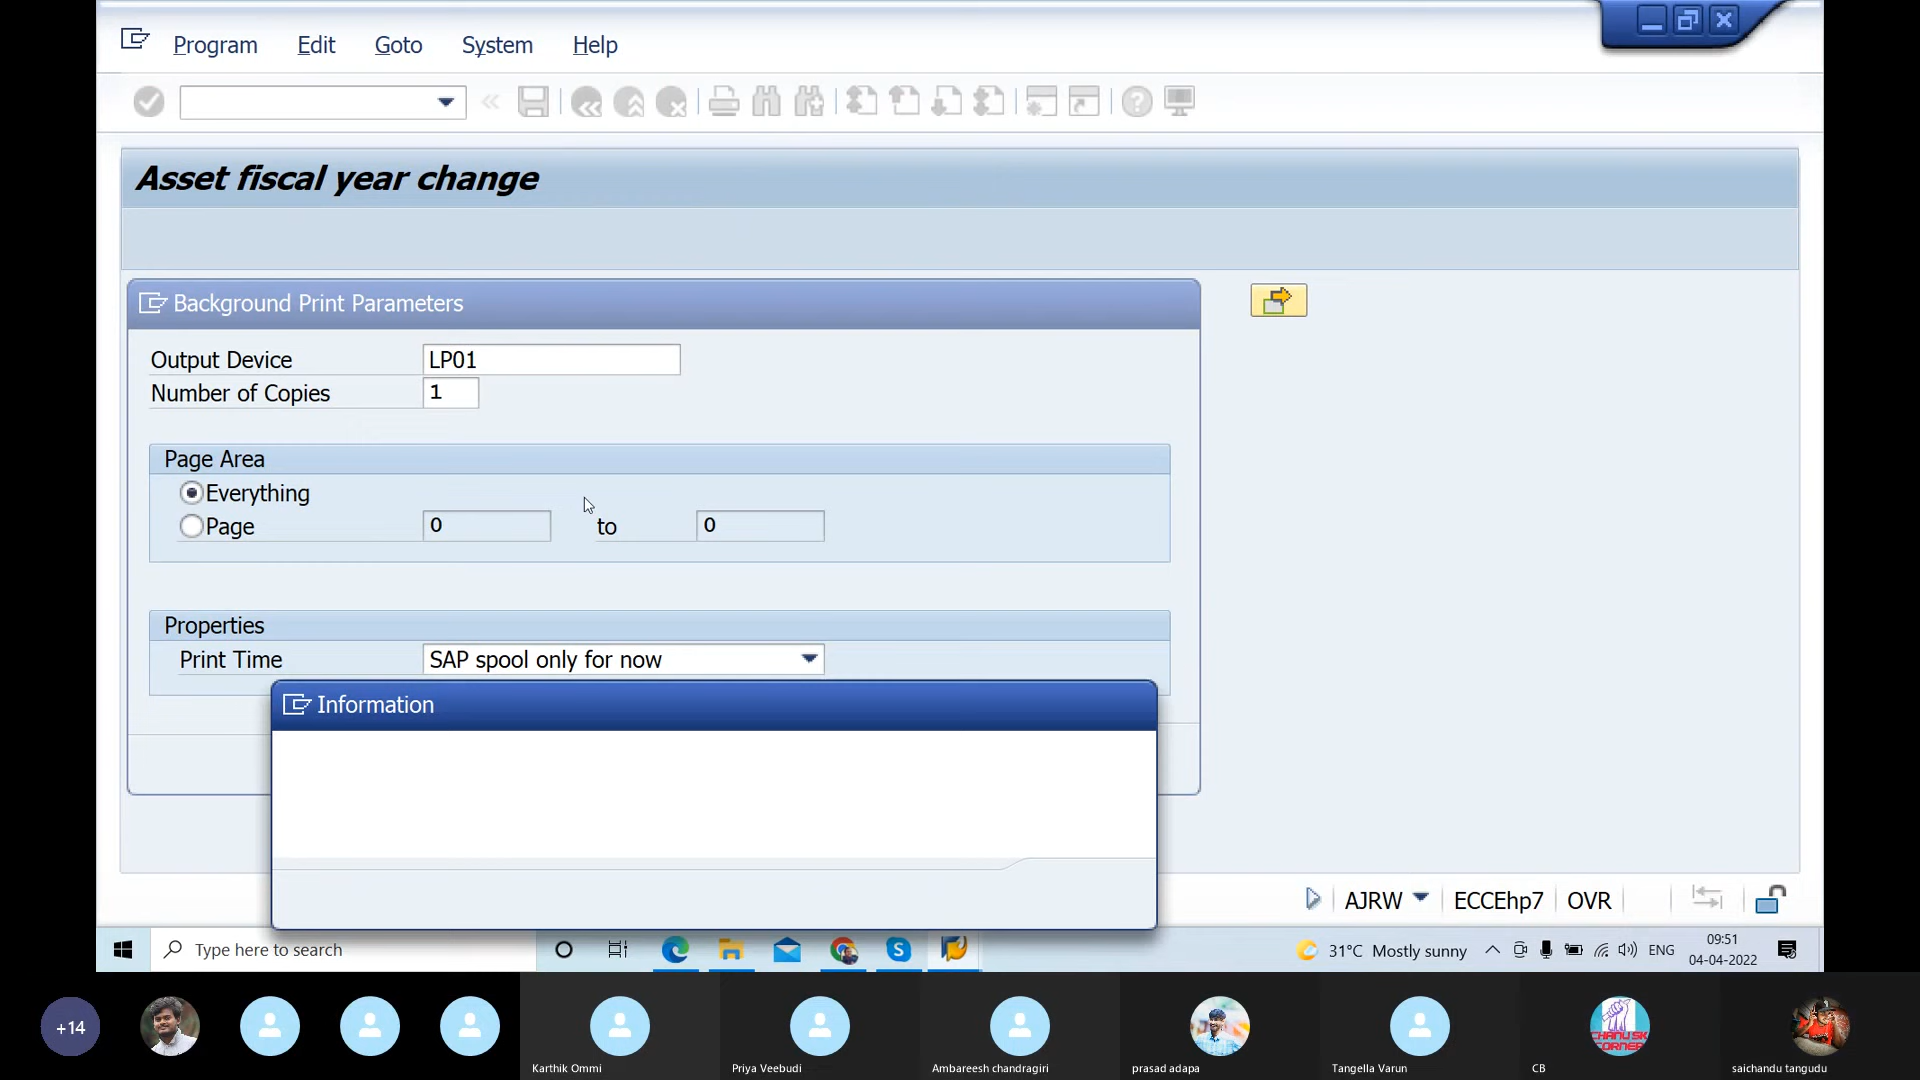 Program Edit Goto System Help
Asset fiscal year change
Background Print Parameters
Output Device LP01
Number of Copies 1
Page Area
Everything
Page 0 to 0
Properties
Print Time SAP spool only for now
Information
AJRW ECCEhp7 OVR
Type here to search
31°C Mostly sunny
ENG
09:51
04-04-2022
+14
Karthik Ommi
Priya Veebudi
Ambareesh chandragiri
prasad adapa
Tangella Varun
CB
CHANU SK
CORNER
saichandu tangudu